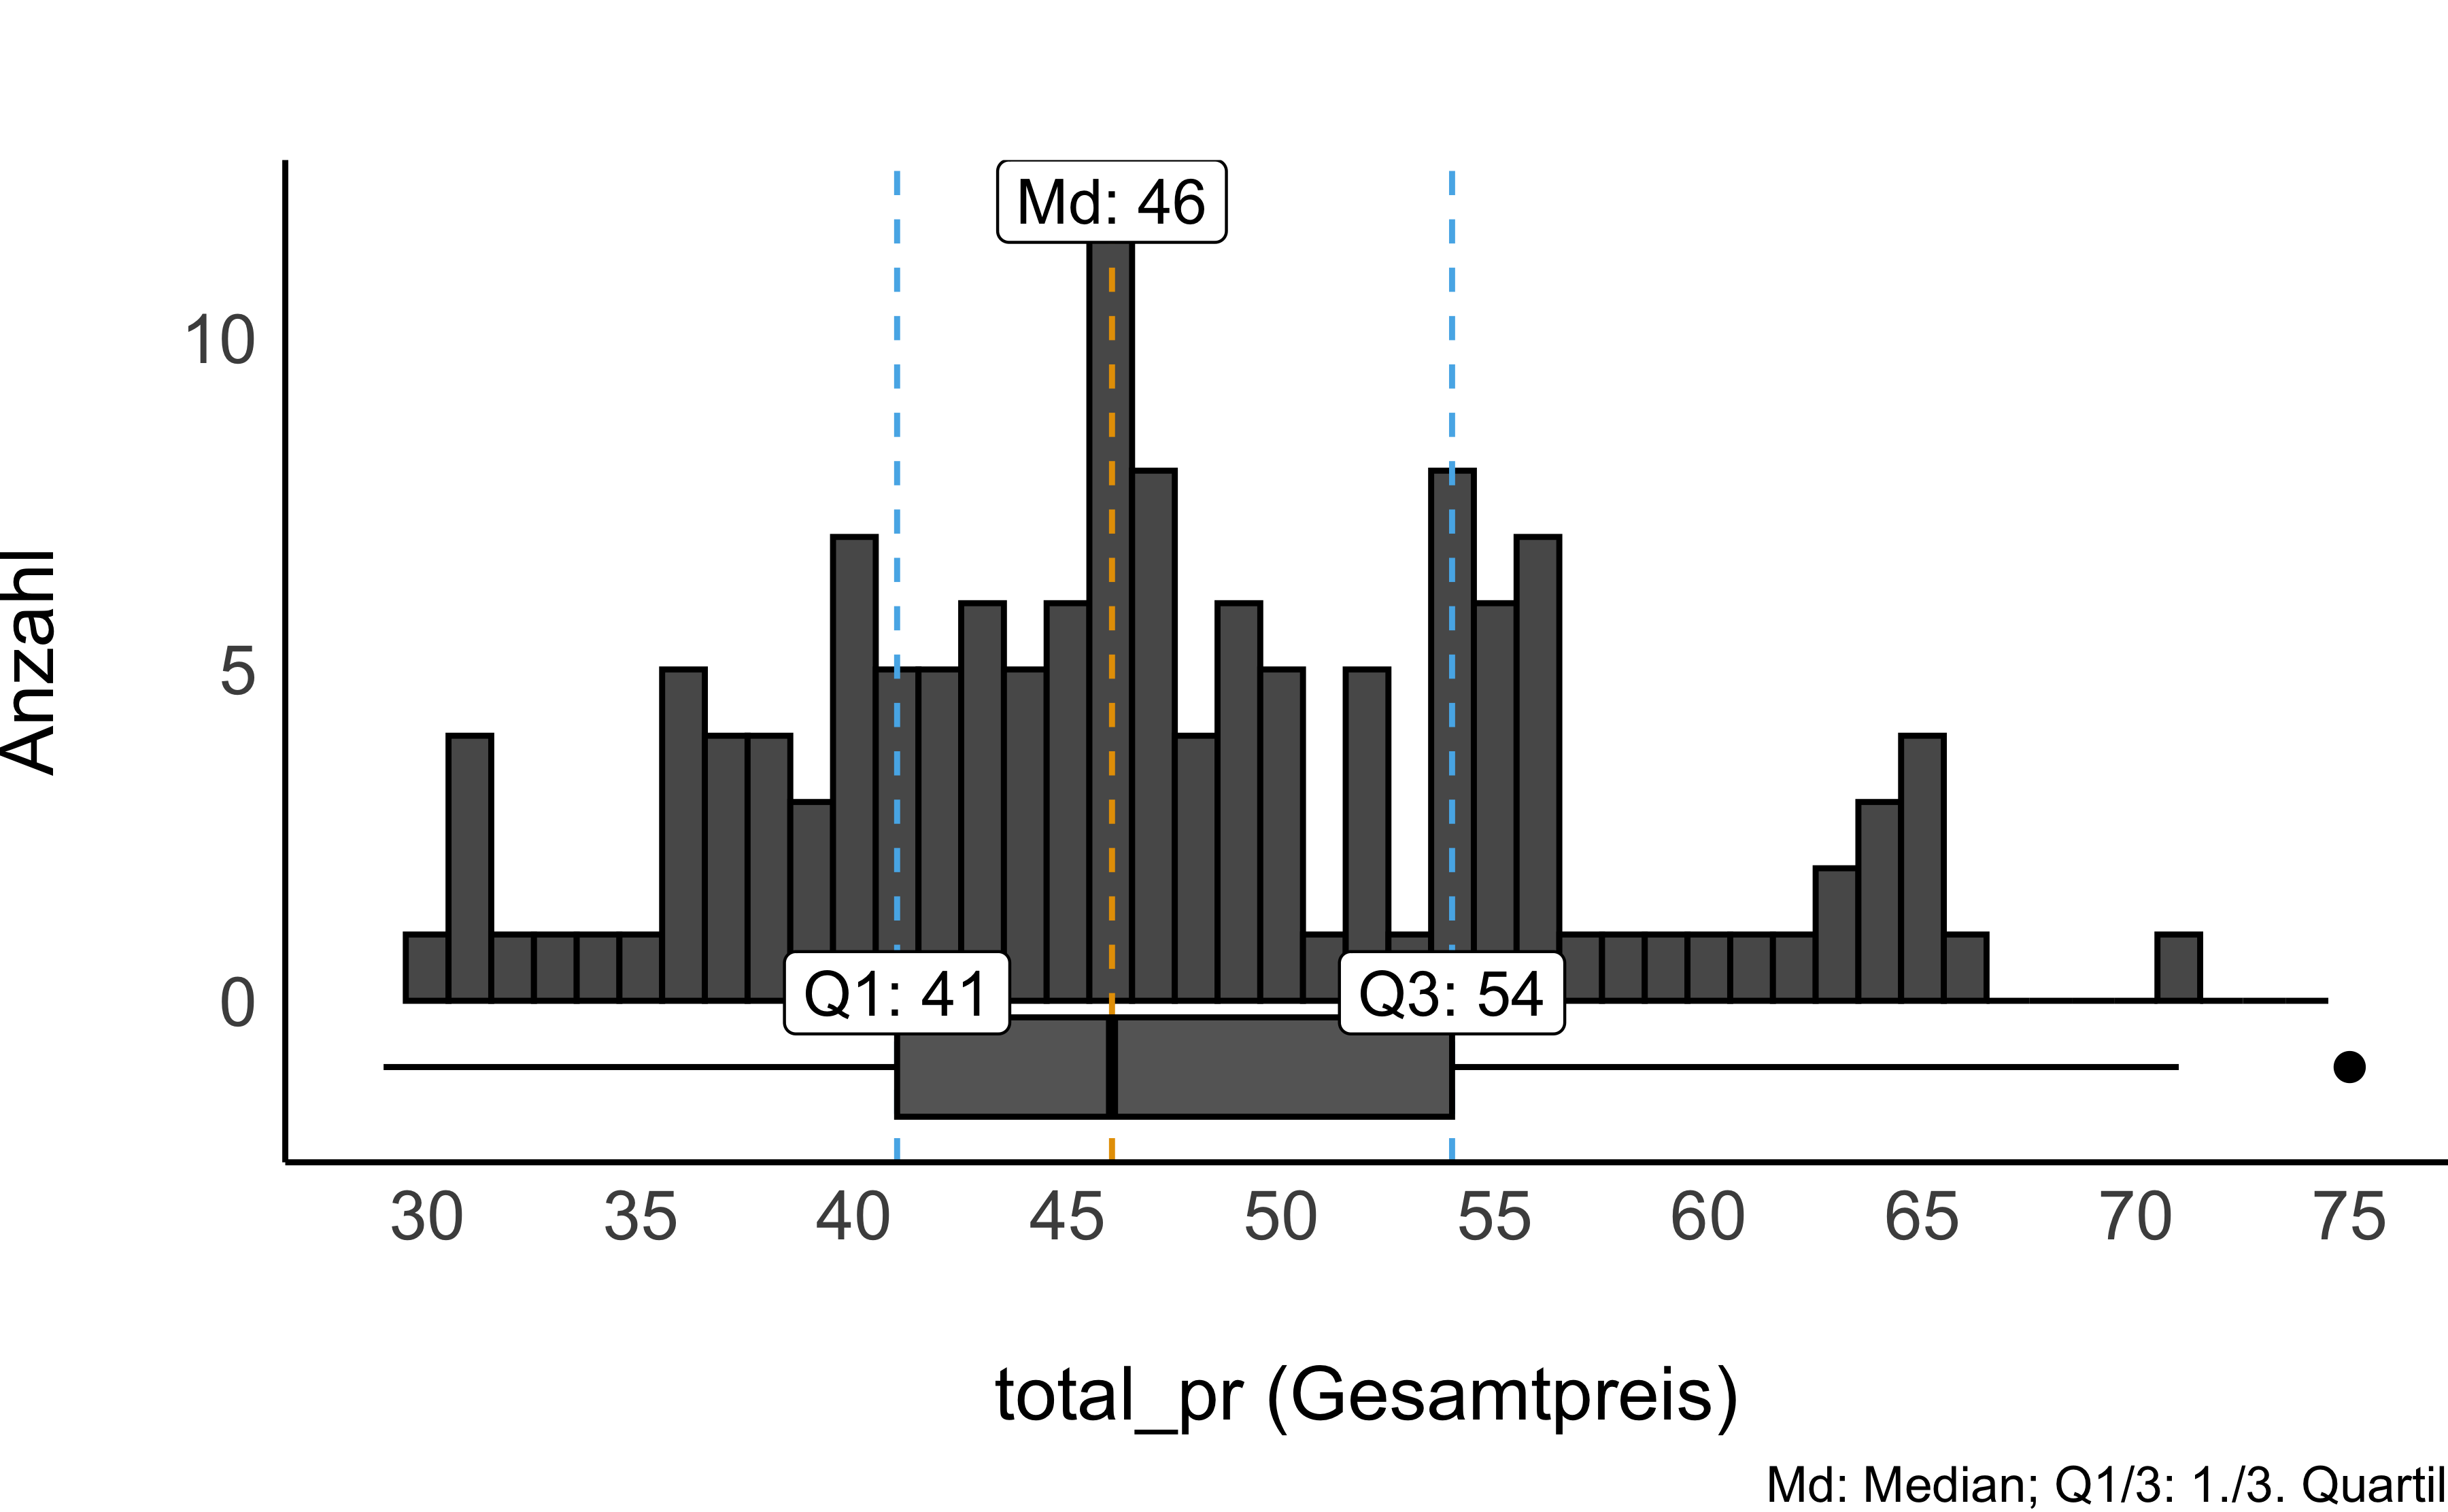 Md: 46
10
5
0
Anzahl
Q1: 41
Q3: 54
30 35 40 45 50 55 60 65 70 75
total_pr (Gesamtpreis)
Md: Median; Q1/3: 1./3. Quartil